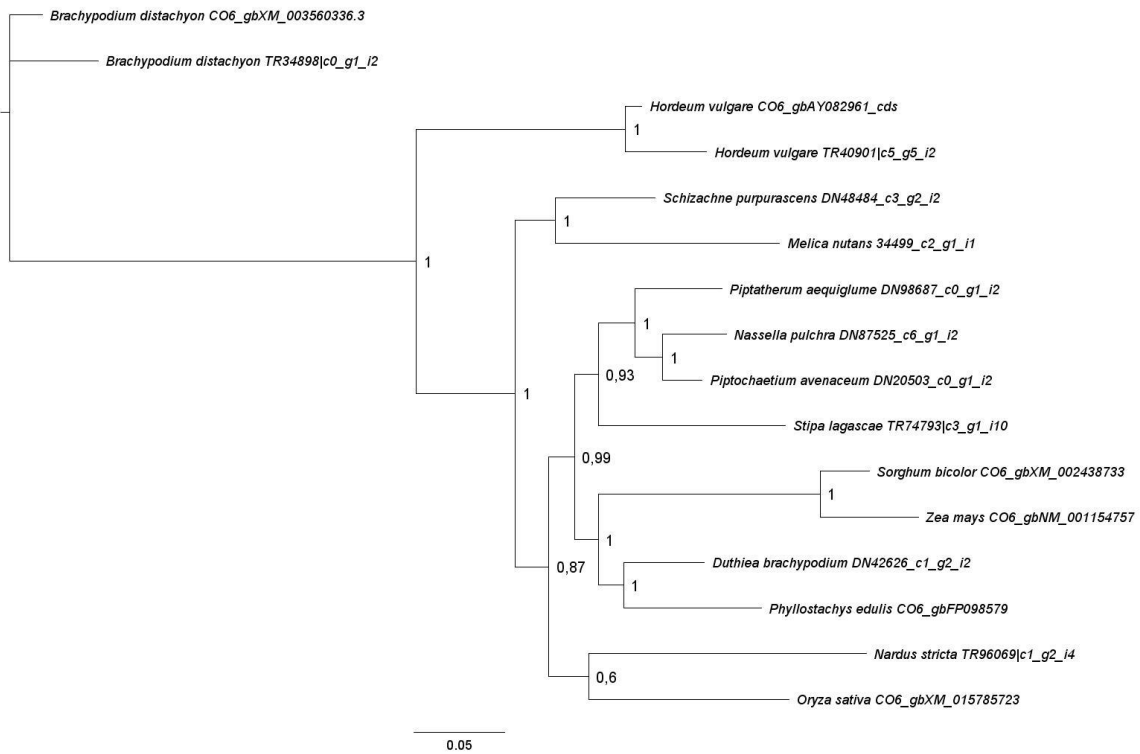 Brachypodium distachyon CO6_gbXM_003560336.3
Brachypodium distachyon TR34898|c0_g1_i2
Hordeum vulgare CO6_gbAY082961_cds
1
Hordeum vulgare TR40901|c5_g5_i2
Schizachne purpurascens DN48484_c3_g2_i2
1
Melica nutans 34499_c2_g1_i1
1
Piptatherum aequiglume DN98687_c0_g1_i2
1
Nassella pulchra DN87525_c6_g1_i2
1
0,93
Piptochaetium avenaceum DN20503_c0_g1_i2
1
Stipa lagascae TR74793|c3_g1_i10
0,99
Sorghum bicolor CO6_gbXM_002438733
1
Zea mays CO6_gbNM_001154757
1
Duthiea brachypodium DN42626_c1_g2_i2
0,87
1
Phyllostachys edulis CO6_gbFP098579
Nardus stricta TR96069|c1_g2_i4
0,6
Oryza sativa CO6_gbXM_015785723
0.05